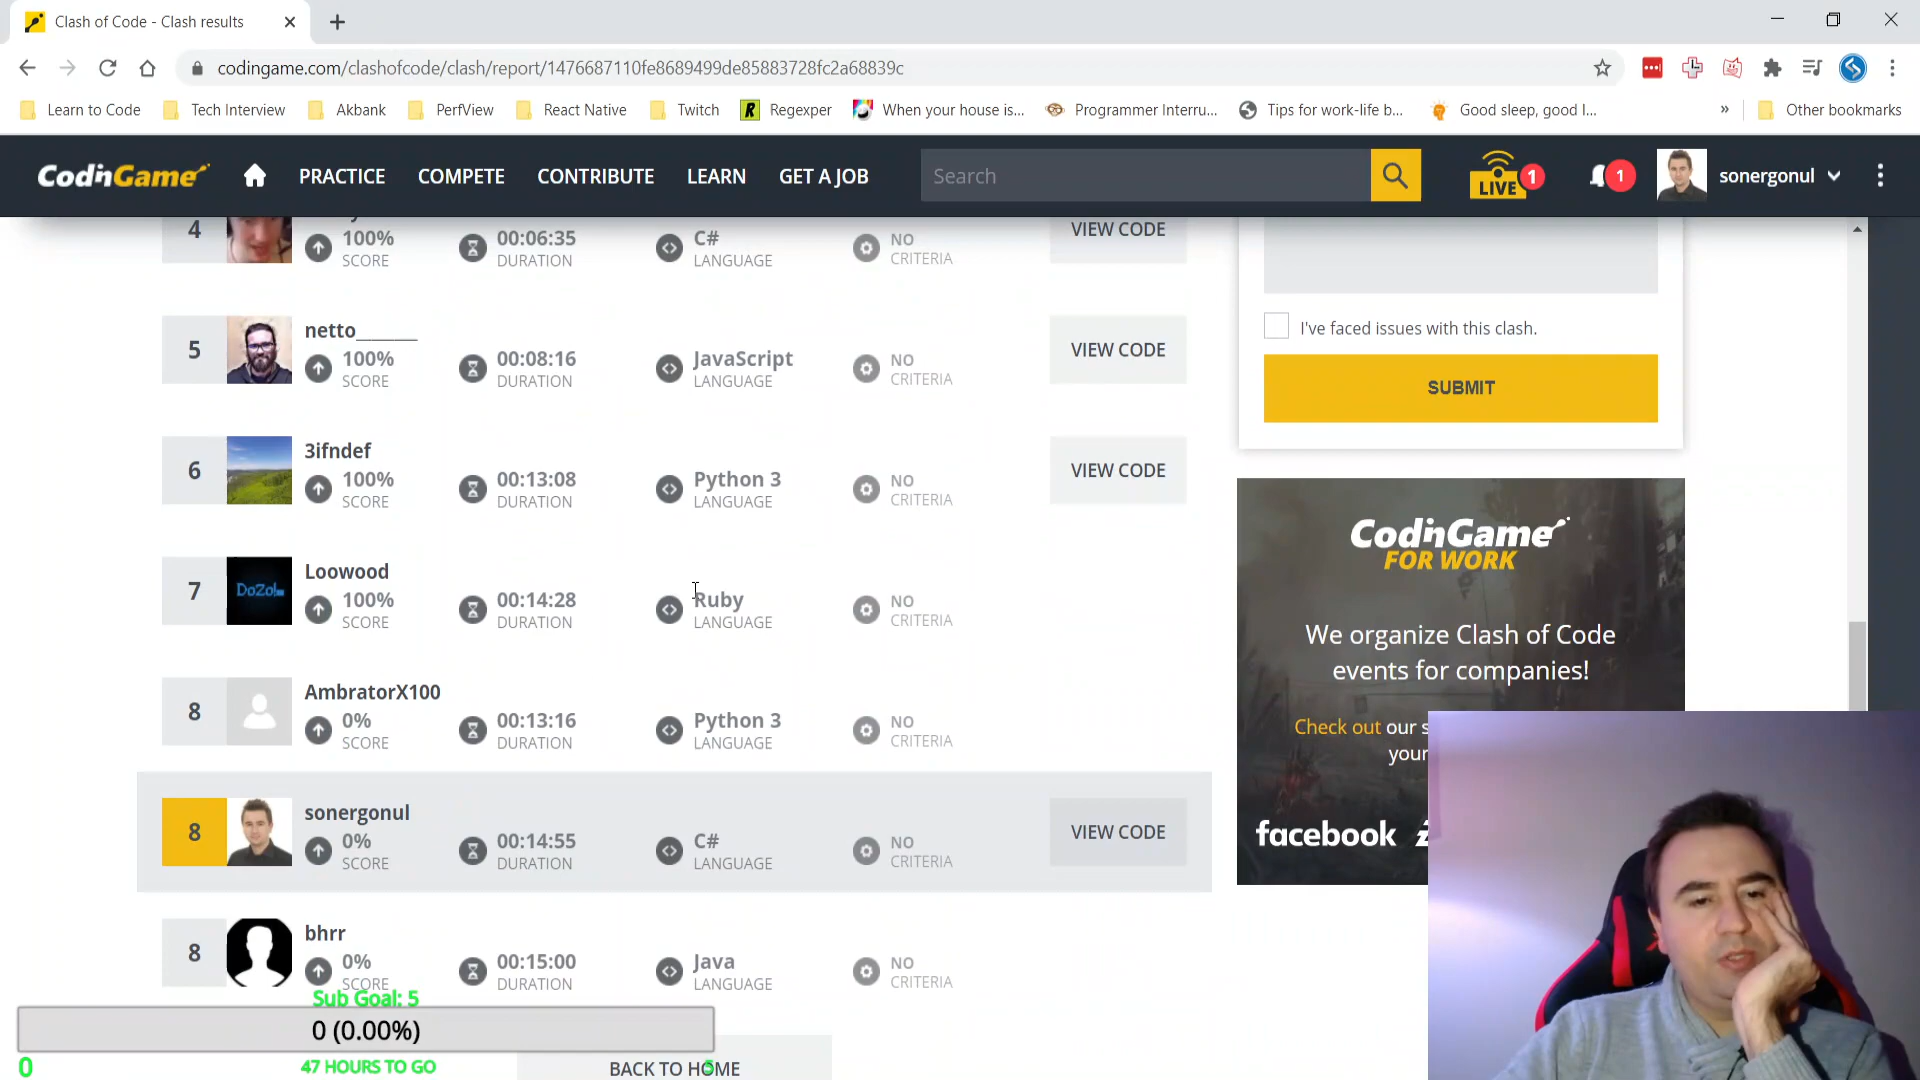 Clash of Code - Clash results
codingame.com/clashofcode/clash/report/1476687110fe8689499de85883728fc2a68839c
Learn to Code
Tech Interview
Akbank
PerfView
React Native
Twitch
R
Regexper
When your house is...
Programmer Interru...
Tips for work-life b...
Good sleep, good l...
»
Other bookmarks
CodinGame
PRACTICE
COMPETE
CONTRIBUTE
LEARN
GET A JOB
Search
LIVE
1
1
sonergonul
4
100%
SCORE
00:06:35
DURATION
C#
LANGUAGE
NO
CRITERIA
VIEW CODE
5
netto_______
100%
SCORE
00:08:16
DURATION
JavaScript
LANGUAGE
NO
CRITERIA
VIEW CODE
6
3ifndef
100%
SCORE
00:13:08
DURATION
Python 3
LANGUAGE
NO
CRITERIA
VIEW CODE
7
Loowood
100%
SCORE
00:14:28
DURATION
Ruby
LANGUAGE
NO
CRITERIA
8
AmbratorX100
0%
SCORE
00:13:16
DURATION
Python 3
LANGUAGE
NO
CRITERIA
8
sonergonul
0%
SCORE
00:14:55
DURATION
C#
LANGUAGE
NO
CRITERIA
VIEW CODE
8
bhrr
0%
SCORE
00:15:00
DURATION
Java
LANGUAGE
NO
CRITERIA
I've faced issues with this clash.
SUBMIT
CodinGame
FOR WORK
We organize Clash of Code
events for companies!
Check out our s
your
facebook
Sub Goal: 5
0 (0.00%)
0
47 HOURS TO GO
5
BACK TO HOME